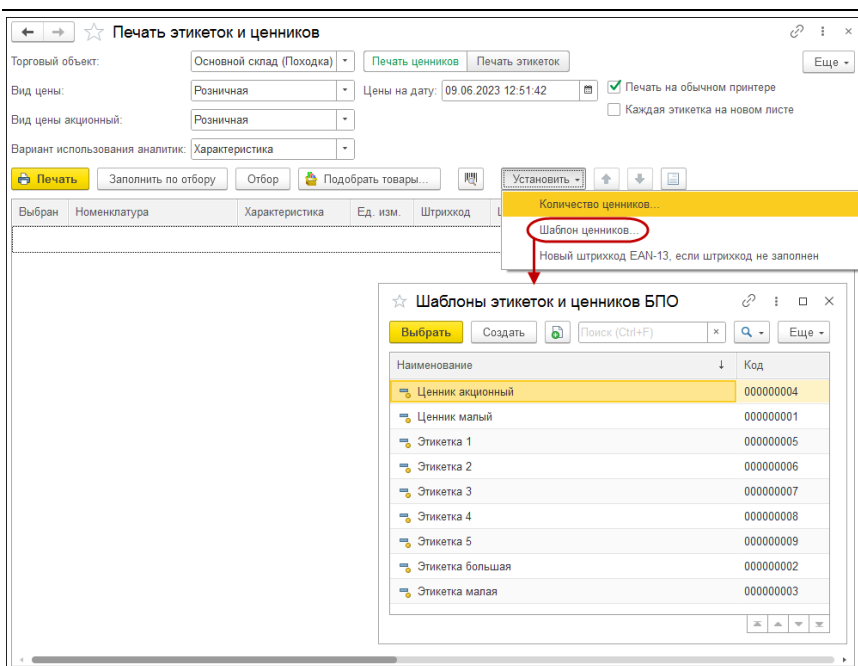 Печать этикеток и ценников
Торговый объект: Основной склад (Походка) Печать ценников Печать этикеток Еще
Вид цены: Розничная Цены на дату: 09.06.2023 12:51:42 Печать на обычном принтере
Вид цены акционный: Розничная Каждая этикетка на новом листе
Вариант использования аналитик: Характеристика
Печать Заполнить по отбору Отбор Подобрать товары... Установить
Выбран Номенклатура Характеристика Ед. изм. Штрихкод
Количество ценников...
Шаблон ценников...
Новый штрихкод EAN-13, если штрихкод не заполнен
Шаблоны этикеток и ценников БПО
Выбрать Создать Поиск (Ctrl+F) Еще
Наименование Код
Ценник акционный 000000004
Ценник малый 000000001
Этикетка 1 000000005
Этикетка 2 000000006
Этикетка 3 000000007
Этикетка 4 000000008
Этикетка 5 000000009
Этикетка большая 000000002
Этикетка малая 000000003